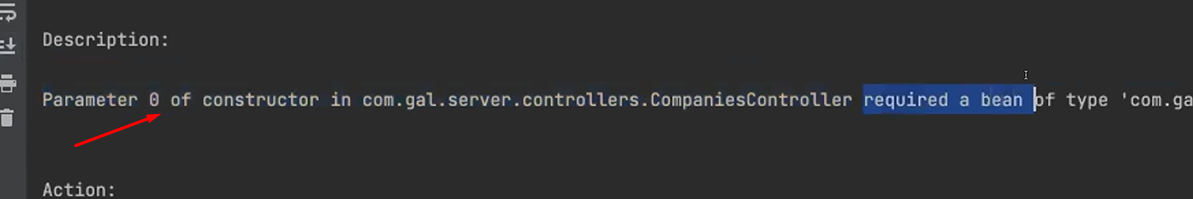 Description:
Parameter 0 of constructor in com.gal.server.controllers.CompaniesController required a bean of type 'com.ga
Action: